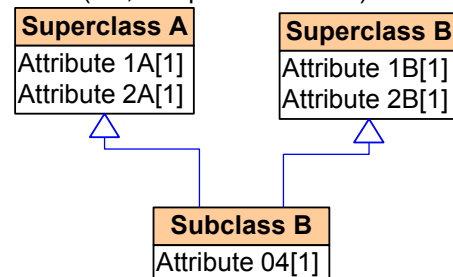 Superclass A
Attribute 1A[1]
Attribute 2A[1]
Superclass B
Attribute 1B[1]
Attribute 2B[1]
Subclass B
Attribute 04[1]